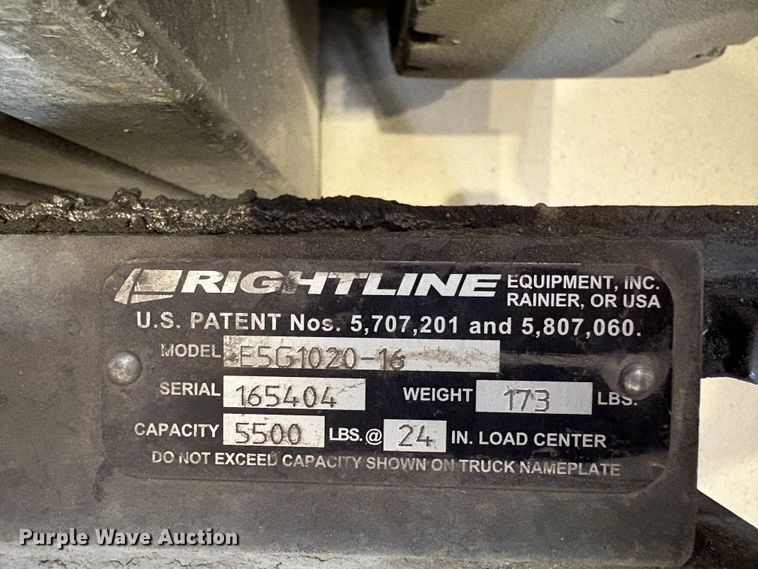 RIGHTLINE EQUIPMENT, INC.
RAINIER, OR USA
U.S. PATENT Nos. 5,707,201 and 5,807,060.
MODEL E5G1020-16
SERIAL 165404 WEIGHT 173 LBS.
CAPACITY 5500 LBS.@ 24 IN. LOAD CENTER
DO NOT EXCEED CAPACITY SHOWN ON TRUCK NAMEPLATE
Purple Wave Auction